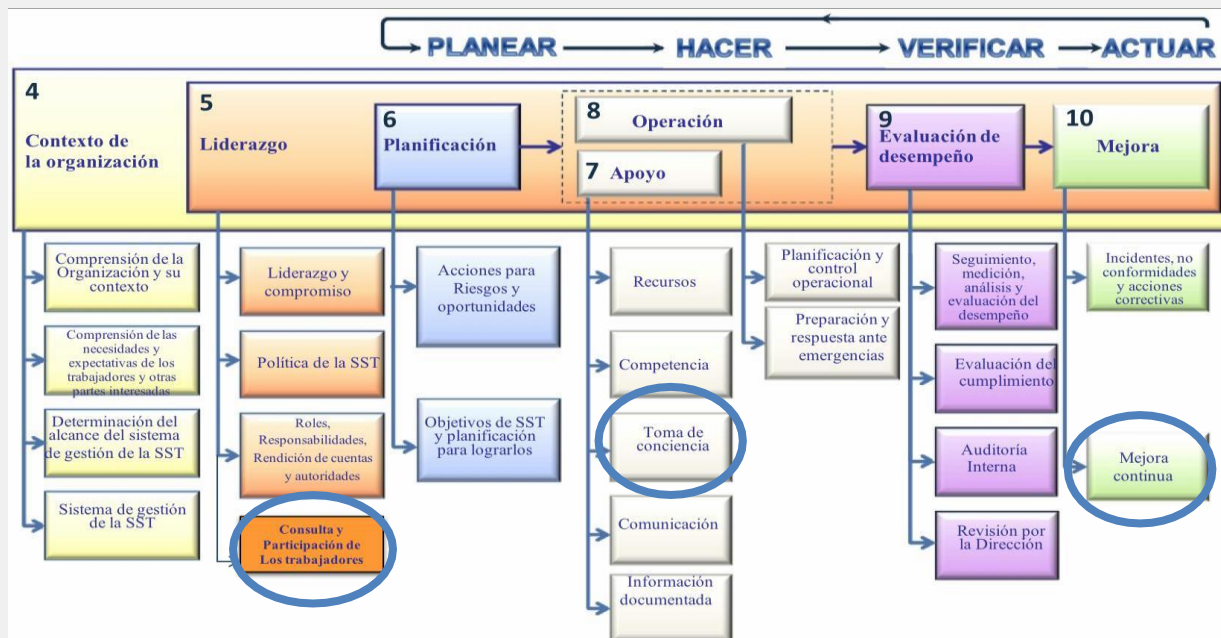 PLANEAR
HACER
VERIFICAR
ACTUAR
4
Contexto de
la organización
5
Liderazgo
6
Planificación
8
Operación
7
Apoyo
9
Evaluación de
desempeño
10
Mejora
Comprensión de la
Organización y su
contexto
Comprensión de las
necesidades y
expectativas de los
trabajadores y otras
partes interesadas
Determinación del
alcance del sistema
de gestión de la SST
Sistema de gestión
de la SST
Liderazgo y
compromiso
Política de la SST
Roles,
Responsabilidades,
Rendición de cuentas
y autoridades
Consulta y
Participación de
Los trabajadores
Acciones para
Riesgos y
oportunidades
Objetivos de SST
y planificación
para lograrlos
Recursos
Competencia
Toma de
conciencia
Comunicación
Información
documentada
Planificación y
control
operacional
Preparación y
respuesta ante
emergencias
Seguimiento,
medición,
análisis y
evaluación del
desempeño
Evaluación del
cumplimiento
Auditoría
Interna
Revisión por
la Dirección
Incidentes, no
conformidades
y acciones
correctivas
Mejora
continua